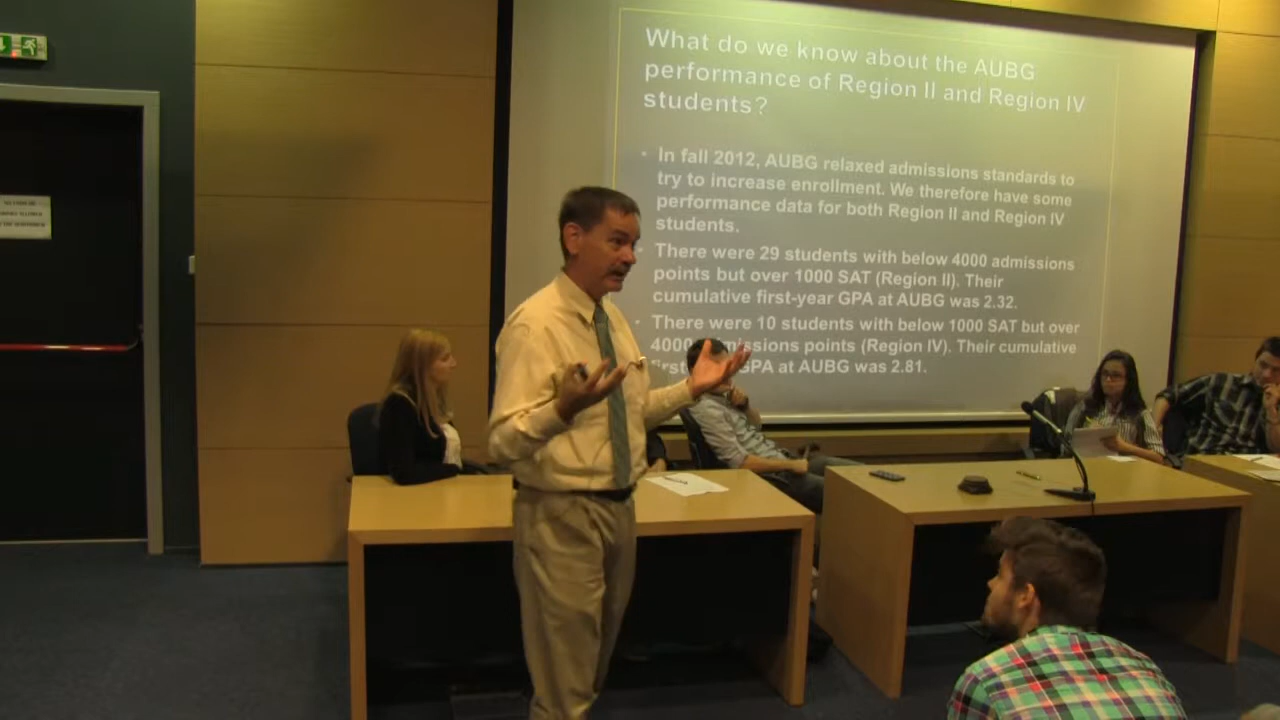 What do we know about the AUBG
performance of Region II and Region IV
students?
• In fall 2012, AUBG relaxed admissions standards to
try to increase enrollment. We therefore have some
performance data for both Region II and Region IV
students.
• There were 29 students with below 4000 admissions
points but over 1000 SAT (Region II). Their
cumulative first-year GPA at AUBG was 2.32.
• There were 10 students with below 1000 SAT but over
4000 points (Region IV). Their cumulative
GPA at AUBG was 2.81.